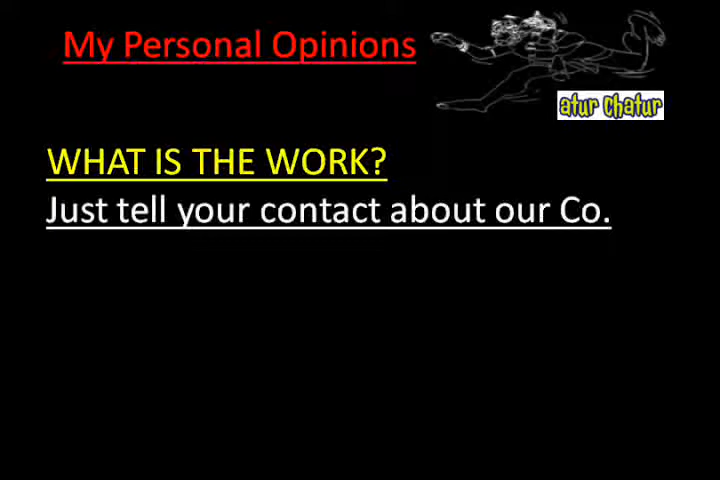 My Personal Opinions
atur Chatur
WHAT IS THE WORK?
Just tell your contact about our Co.